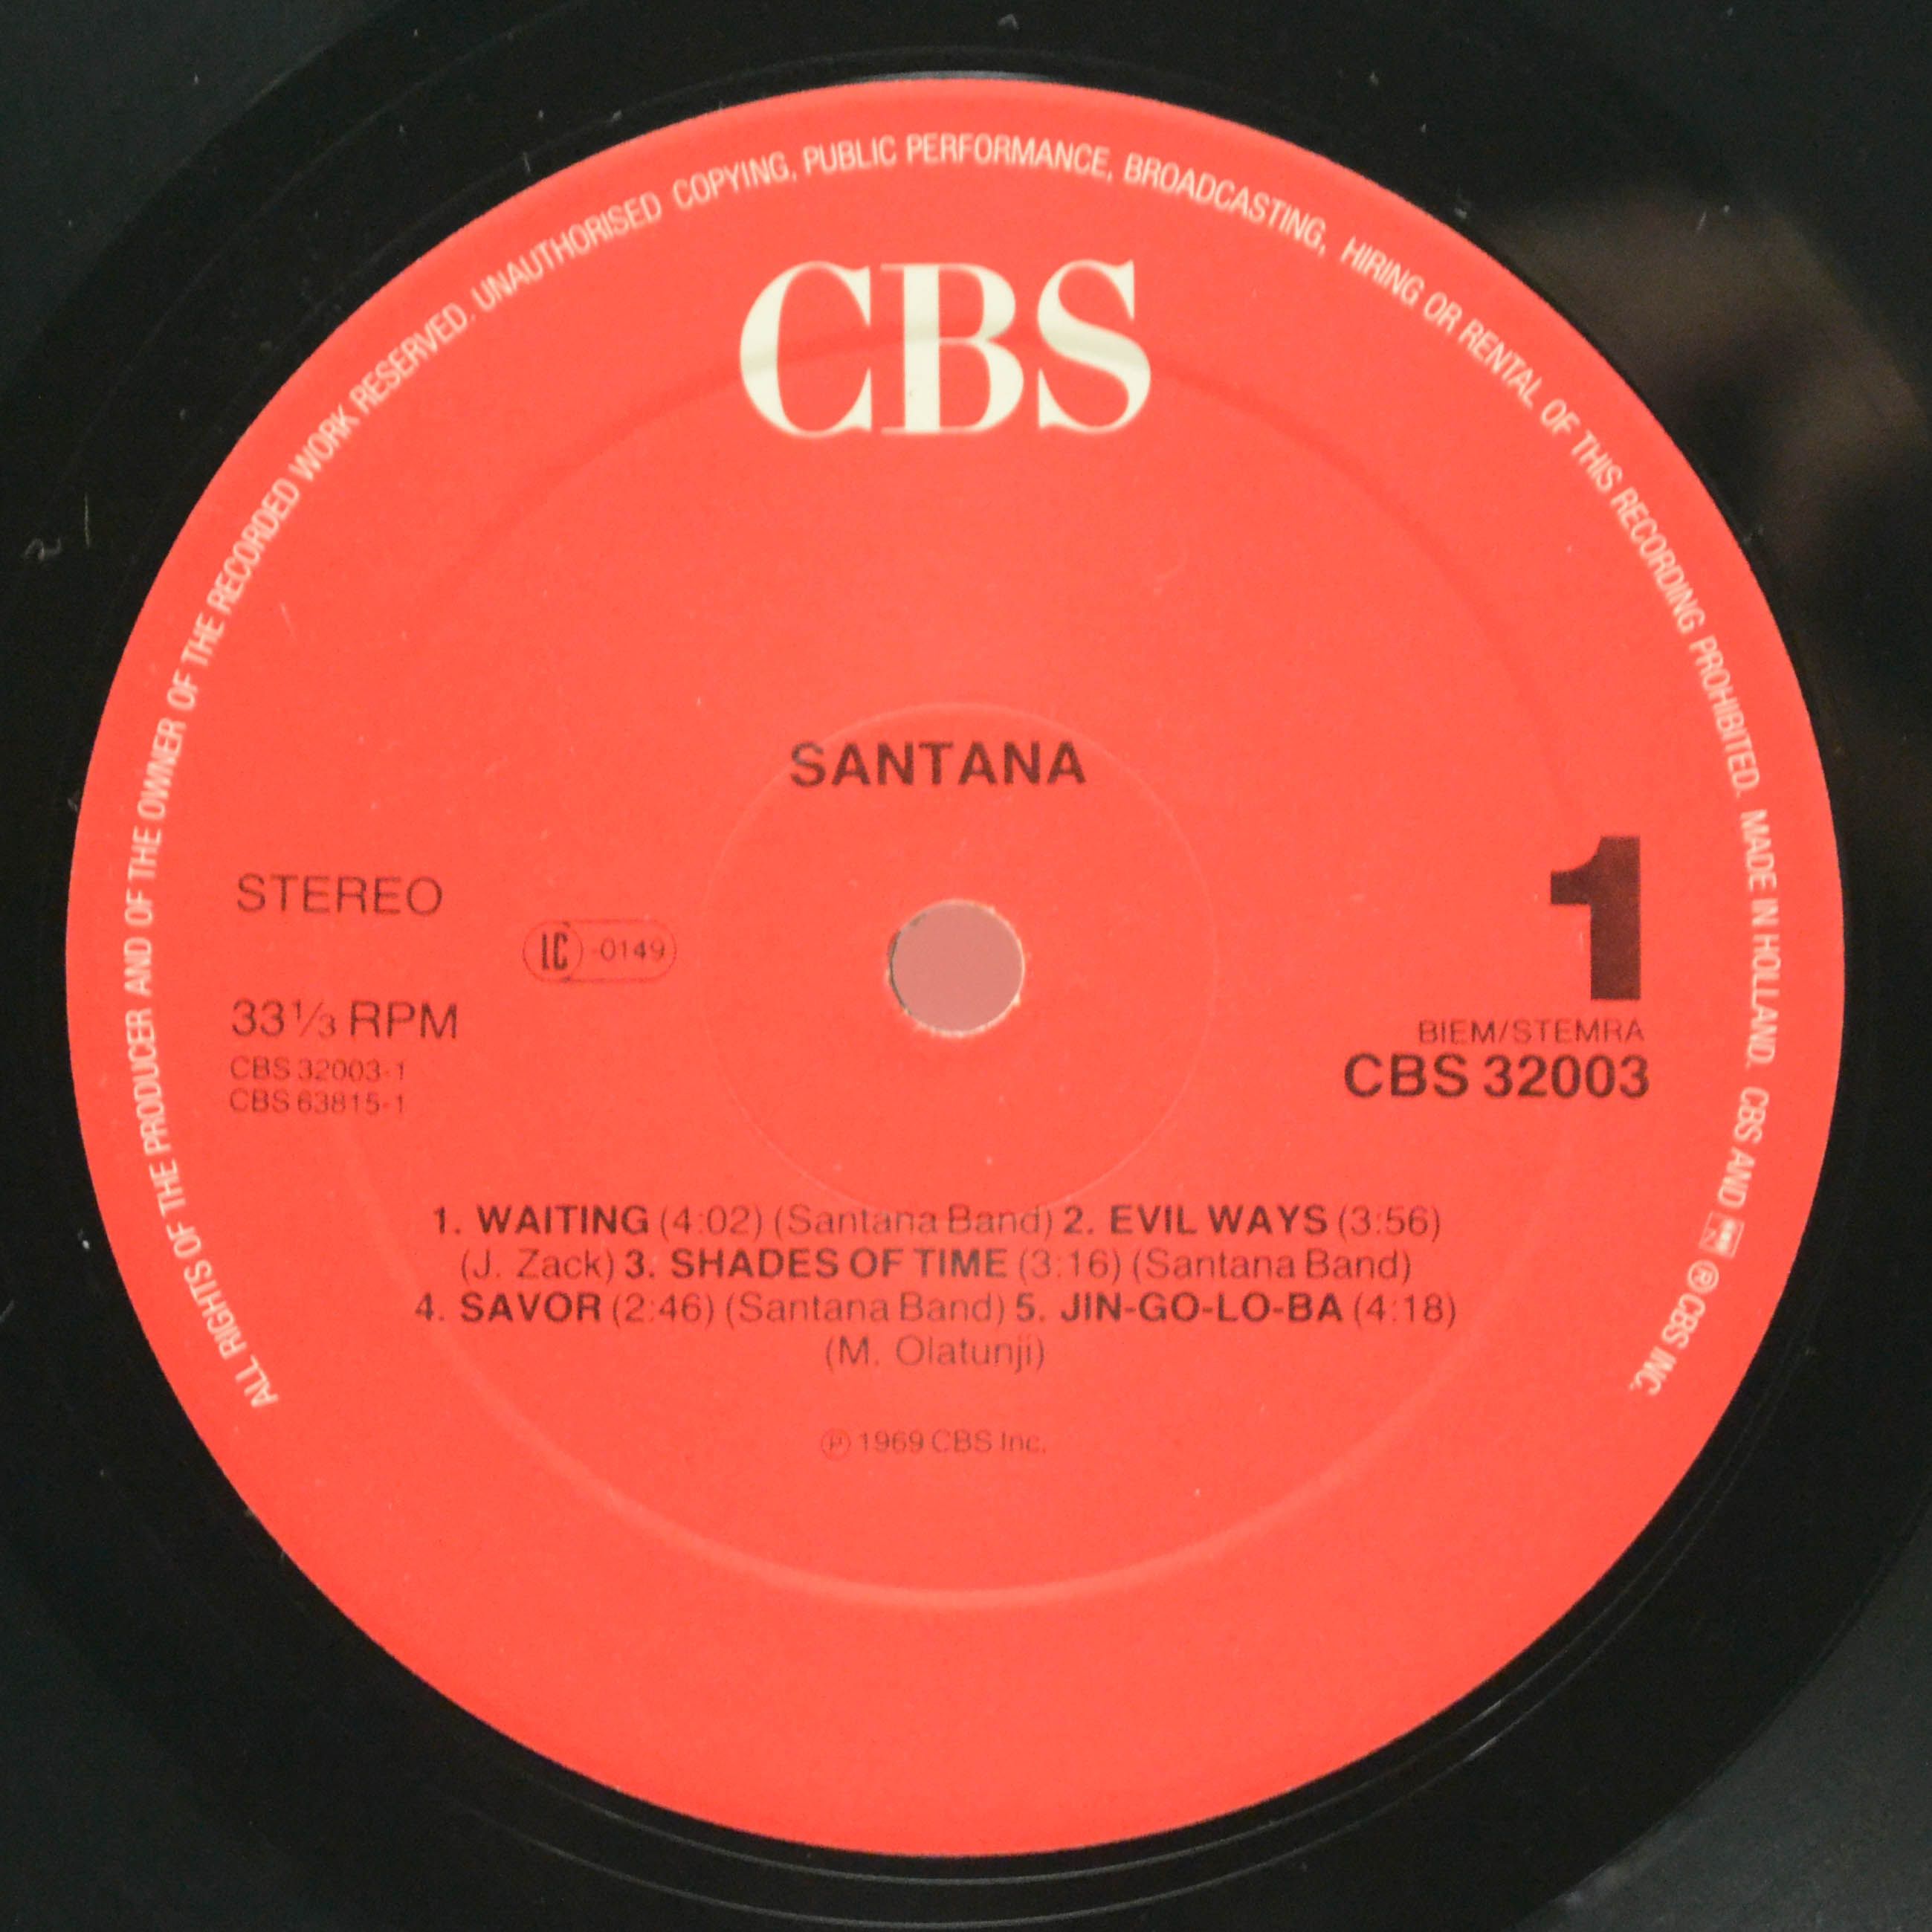 ALL RIGHTS OF THE PRODUCER AND OF THE OWNER OF THE RECORDED WORK RESERVED. UNAUTHORISED COPYING, PUBLIC PERFORMANCE, BROADCASTING, HIRING OR RENTAL OF THIS RECORDING PROHIBITED. MADE IN HOLLAND. CBS AND ® CBS INC.
CBS
SANTANA
STEREO
LC -0149
1
33⅓ RPM
CBS 32003-1
CBS 63815-1
BIEM/STEMRA
CBS 32003
1. WAITING (4:02) (Santana Band) 2. EVIL WAYS (3:56)
(J. Zack) 3. SHADES OF TIME (3:16) (Santana Band)
4. SAVOR (2:46) (Santana Band) 5. JIN-GO-LO-BA (4:18)
(M. Olatunji)
℗ 1969 CBS Inc.